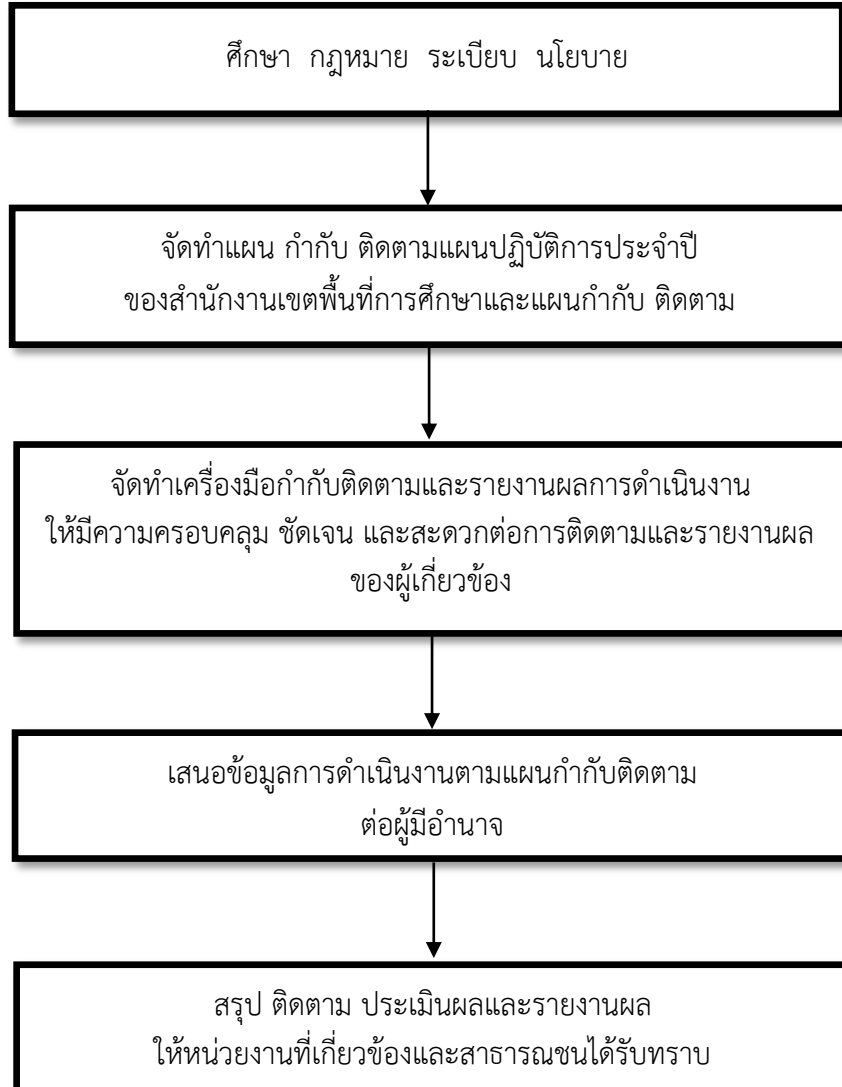 ศึกษา กฎหมาย ระเบียบ นโยบาย
จัดทำแผน กำกับ ติดตามแผนปฏิบัติการประจำปี
ของสำนักงานเขตพื้นที่การศึกษาและแผนกำกับ ติดตาม
จัดทำเครื่องมือกำกับติดตามและรายงานผลการดำเนินงาน
ให้มีความครอบคลุม ชัดเจน และสะดวกต่อการติดตามและรายงานผล
ของผู้เกี่ยวข้อง
เสนอข้อมูลการดำเนินงานตามแผนกำกับติดตาม
ต่อผู้มีอำนาจ
สรุป ติดตาม ประเมินผลและรายงานผล
ให้หน่วยงานที่เกี่ยวข้องและสาธารณชนได้รับทราบ